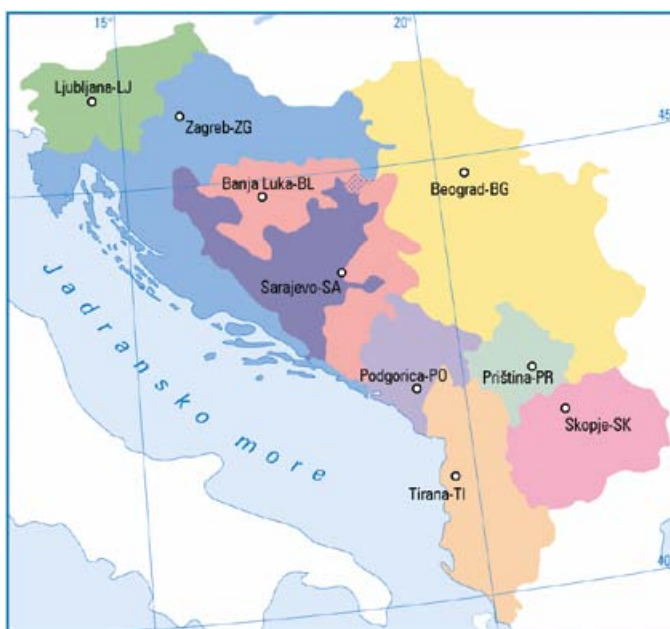 15°
20°
45
Ljubljana-LJ
Zagreb-ZG
Banja Luka-BL
Beograd-BG
Sarajevo-SA
Podgorica-PO
Priština-PR
Skopje-SK
Tirana-TI
Jadransko more
40